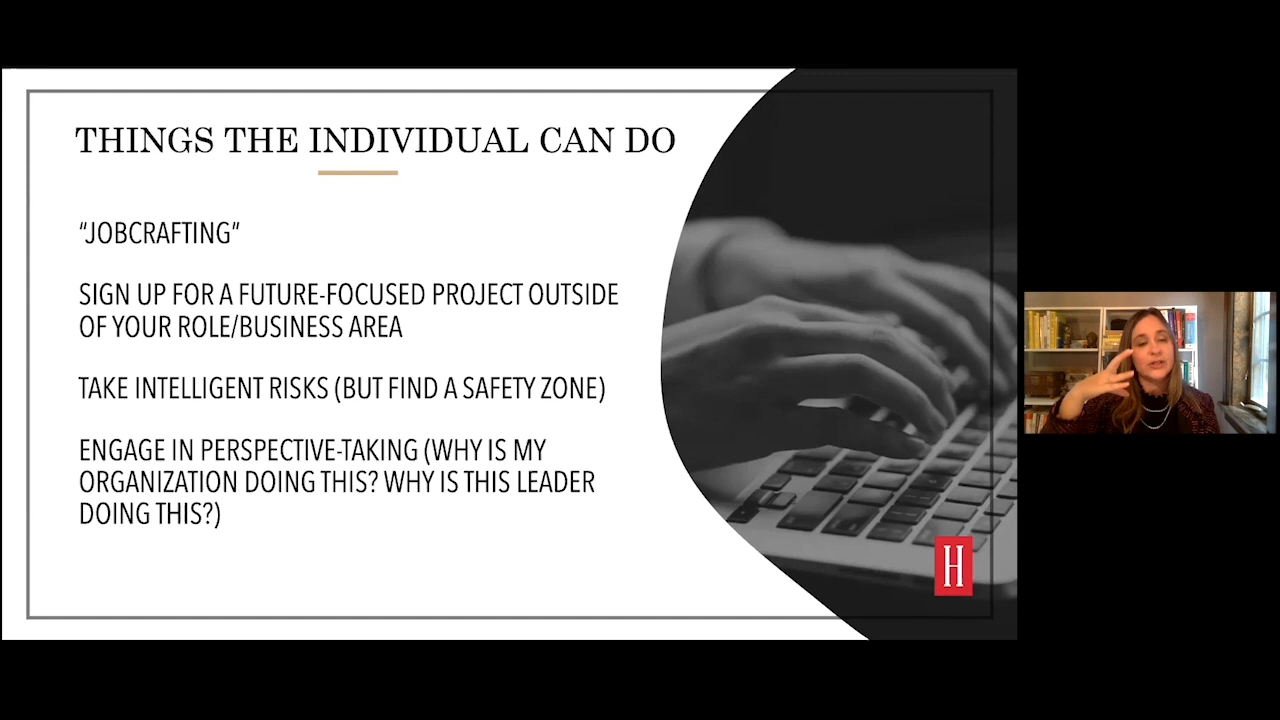 THINGS THE INDIVIDUAL CAN DO
“JOBCRAFTING”
SIGN UP FOR A FUTURE-FOCUSED PROJECT OUTSIDE
OF YOUR ROLE/BUSINESS AREA
TAKE INTELLIGENT RISKS (BUT FIND A SAFETY ZONE)
ENGAGE IN PERSPECTIVE-TAKING (WHY IS MY
ORGANIZATION DOING THIS? WHY IS THIS LEADER
DOING THIS?)
H